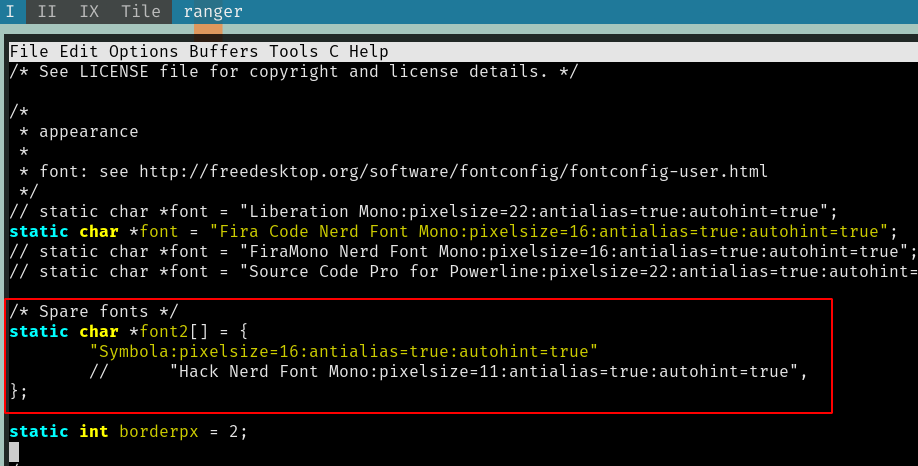 I II IX Tile ranger
File Edit Options Buffers Tools C Help
/* See LICENSE file for copyright and license details. */
/*
 * appearance
 *
 * font: see http://freedesktop.org/software/fontconfig/fontconfig-user.html
 */
// static char *font = "Liberation Mono:pixelsize=22:antialias=true:autohint=true";
static char *font = "Fira Code Nerd Font Mono:pixelsize=16:antialias=true:autohint=true";
// static char *font = "FiraMono Nerd Font Mono:pixelsize=16:antialias=true:autohint=true";
// static char *font = "Source Code Pro for Powerline:pixelsize=22:antialias=true:autohint=
/* Spare fonts */
static char *font2[] = {
        "Symbola:pixelsize=16:antialias=true:autohint=true"
        //      "Hack Nerd Font Mono:pixelsize=11:antialias=true:autohint=true",
};
static int borderpx = 2;